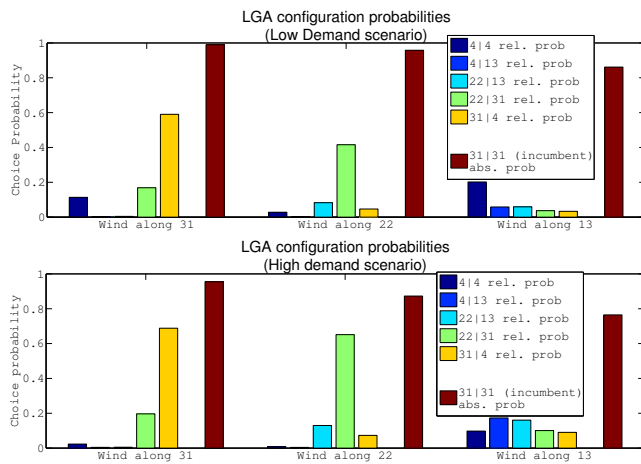 LGA configuration probabilities
(Low Demand scenario)
Choice Probability
1
0.8
0.6
0.4
0.2
0
4|4 rel. prob
4|13 rel. prob
22|13 rel. prob
22|31 rel. prob
31|4 rel. prob
31|31 (incumbent)
abs. prob
Wind along 31
Wind along 22
Wind along 13
LGA configuration probabilities
(High demand scenario)
Choice probability
1
0.8
0.6
0.4
0.2
0
4|4 rel. prob
4|13 rel. prob
22|13 rel. prob
22|31 rel. prob
31|4 rel. prob
31|31 (incumbent)
abs. prob
Wind along 31
Wind along 22
Wind along 13